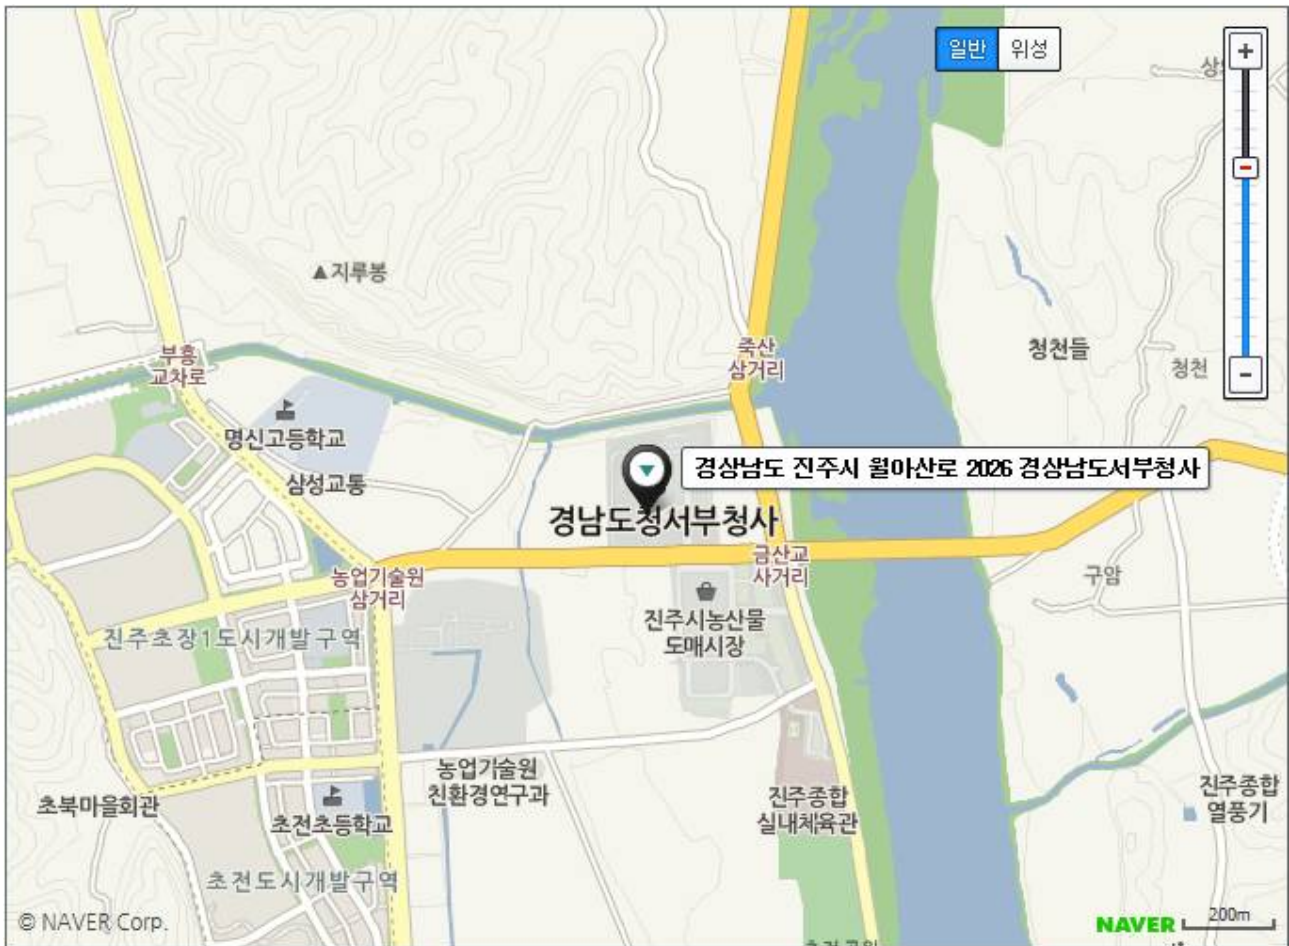 일반
위성
+
지루봉
부흥
교차로
죽산
삼거리
청천들
청천
-
명신고등학교
삼성교통
경상남도 진주시 월아산로 2026 경상남도서부청사
경남도청서부청사
농업기술원
삼거리
금산교
사거리
구암
진주초장1도시개발구역
진주시농산물
도매시장
농업기술원
친환경연구과
진주종합
실내체육관
진주종합
열풍기
초북마을회관
초전초등학교
초전도시개발구역
© NAVER Corp.
NAVER
200m